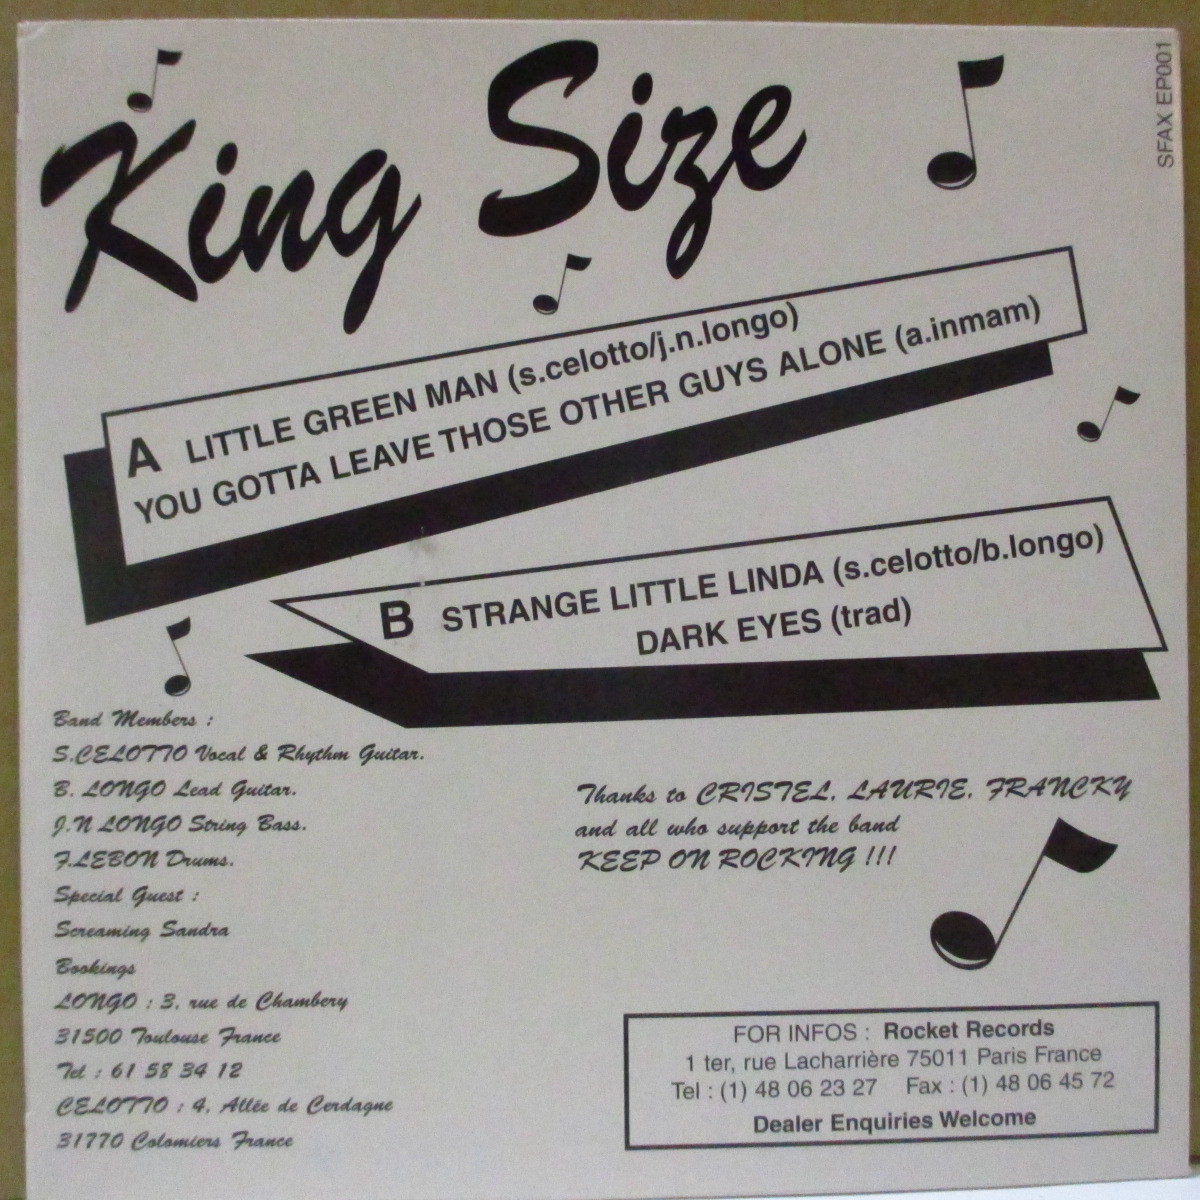 King Size
SFAX EP001
A LITTLE GREEN MAN (s.celotto/j.n.longo)
YOU GOTTA LEAVE THOSE OTHER GUYS ALONE (a.inmam)
B STRANGE LITTLE LINDA (s.celotto/b.longo)
DARK EYES (trad)
Band Members :
S.CELOTTO Vocal & Rhythm Guitar.
B. LONGO Lead Guitar.
J.N LONGO String Bass.
F.LEBON Drums.
Special Guest :
Screaming Sandra
Bookings
LONGO : 3, rue de Chambery
31500 Toulouse France
Tel : 61 58 34 12
CELOTTO : 4, Allée de Cerdagne
31770 Colomiers France
Thanks to CRISTEL, LAURIE, FRANCKY
and all who support the band
KEEP ON ROCKING !!!
FOR INFOS : Rocket Records
1 ter, rue Lacharrière 75011 Paris France
Tel : (1) 48 06 23 27 Fax : (1) 48 06 45 72
Dealer Enquiries Welcome